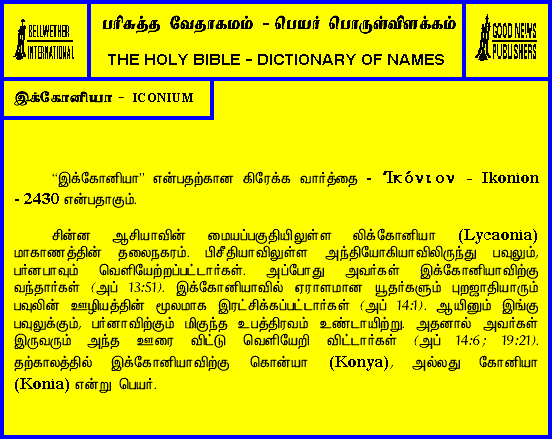 BELLWETHER
INTERNATIONAL
பரிசுத்த வேதாகமம் - பெயர் பொருள்விளக்கம்
THE HOLY BIBLE - DICTIONARY OF NAMES
GOOD NEWS
PUBLISHERS
இக்கோனியா - ICONIUM
“இக்கோனியா” என்பதற்கான கிரேக்க வார்த்தை - Ἰκόνιον - Ikonion
- 2430 என்பதாகும்.
சின்ன ஆசியாவின் மையப்பகுதியிலுள்ள லிக்கோனியா (Lycaonia)
மாகாணத்தின் தலைநகரம். பிசீதியாவிலுள்ள அந்தியோகியாவிலிருந்து பவுலும்,
பர்னபாவும் வெளியேற்றப்பட்டார்கள். அப்போது அவர்கள் இக்கோனியாவிற்கு
வந்தார்கள் (அப் 13:51). இக்கோனியாவில் ஏராளமான யூதர்களும் புறஜாதியாரும்
பவுலின் ஊழியத்தின் மூலமாக இரட்சிக்கப்பட்டார்கள் (அப் 14:1). ஆயினும் இங்கு
பவுலுக்கும், பர்னாவிற்கும் மிகுந்த உபத்திரவம் உண்டாயிற்று. அதனால் அவர்கள்
இருவரும் அந்த ஊரை விட்டு வெளியேறி விட்டார்கள் (அப் 14:6; 19:21).
தற்காலத்தில் இக்கோனியாவிற்கு கொன்யா (Konya), அல்லது கோனியா
(Konia) என்று பெயர்.